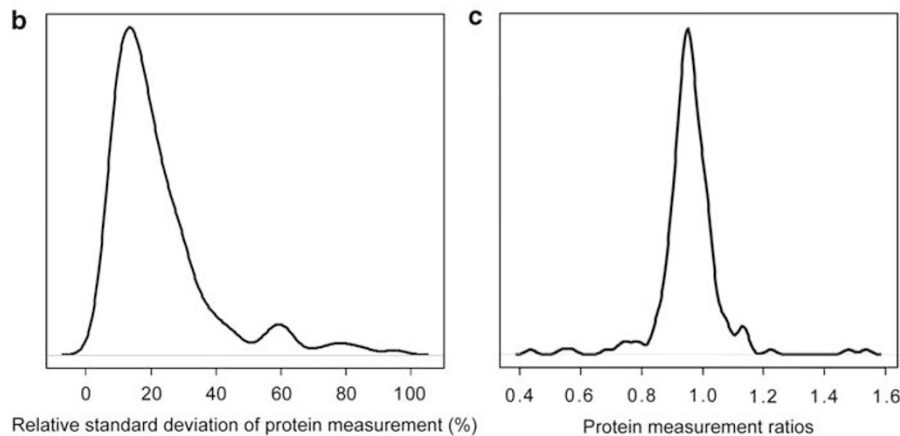 b
0 20 40 60 80 100
Relative standard deviation of protein measurement (%)
c
0.4 0.6 0.8 1.0 1.2 1.4 1.6
Protein measurement ratios